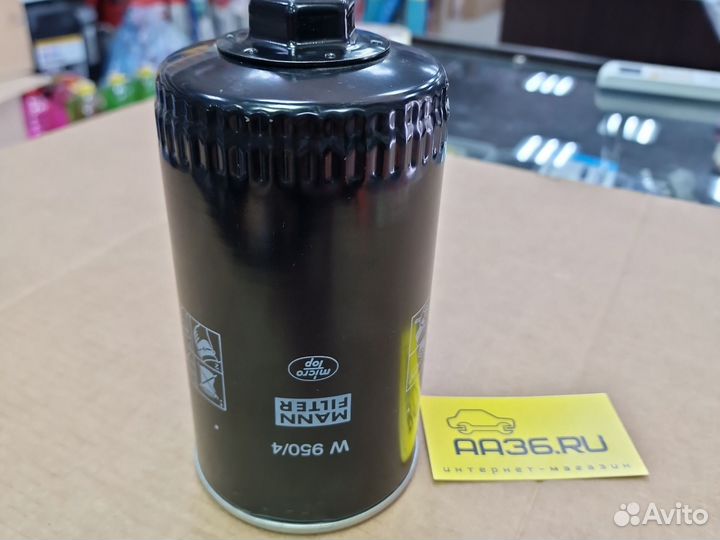 micro
top
MANN
FILTER
W 950/4
AA36.RU
интернет-магазин
Avito